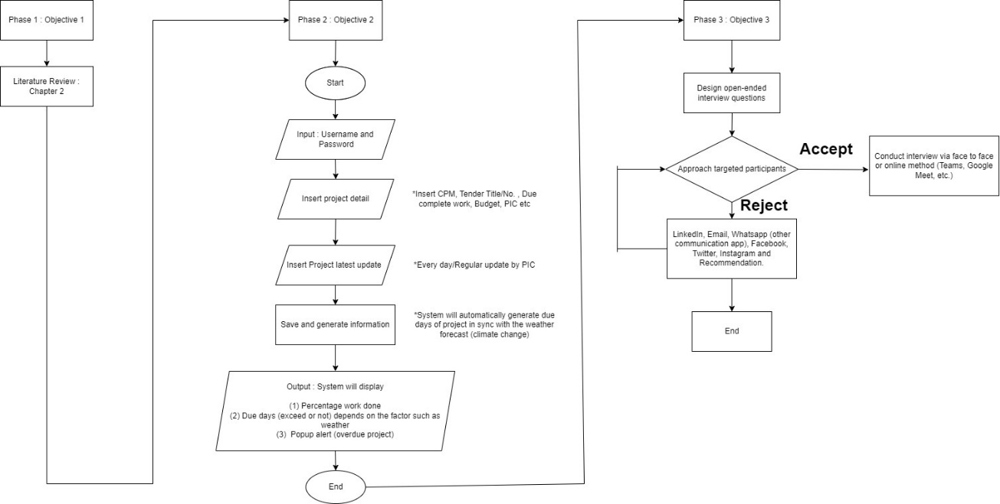 Phase 1 : Objective 1
Literature Review :
Chapter 2
Phase 2 : Objective 2
Start
Input : Username and
Password
Insert project detail
*Insert CPM, Tender Title/No. , Due
complete work, Budget, PIC etc
Insert Project latest update
*Every day/Regular update by PIC
Save and generate information
*System will automatically generate due
days of project in sync with the weather
forecast (climate change)
Output : System will display
(1) Percentage work done
(2) Due days (exceed or not) depends on the factor such as
weather
(3) Popup alert (overdue project)
End
Phase 3 : Objective 3
Design open-ended
interview questions
Approach targeted participants
Accept
Conduct interview via face to face
or online method (Teams, Google
Meet, etc.)
Reject
LinkedIn, Email, Whatsapp (other
communication app), Facebook,
Twitter, Instagram and
Recommendation.
End